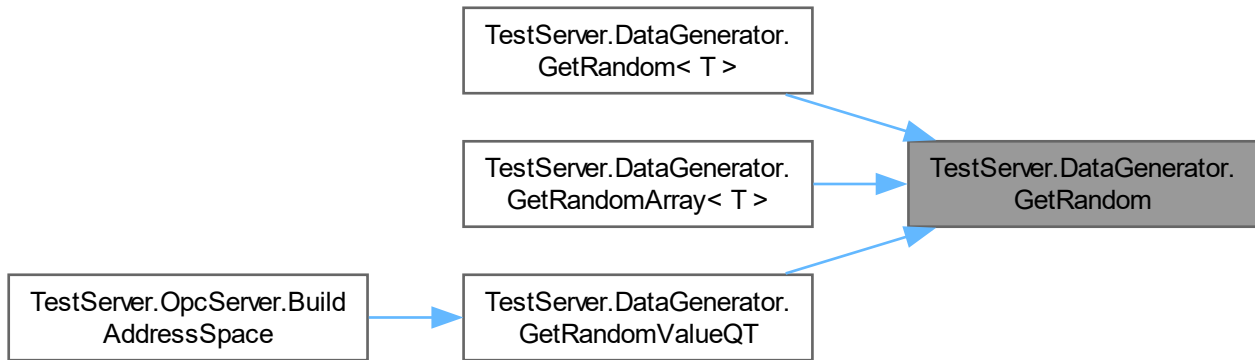 TestServer.DataGenerator.
GetRandom< T >
TestServer.DataGenerator.
GetRandomArray< T >
TestServer.DataGenerator.
GetRandom
TestServer.OpcServer.Build
AddressSpace
TestServer.DataGenerator.
GetRandomValueQT